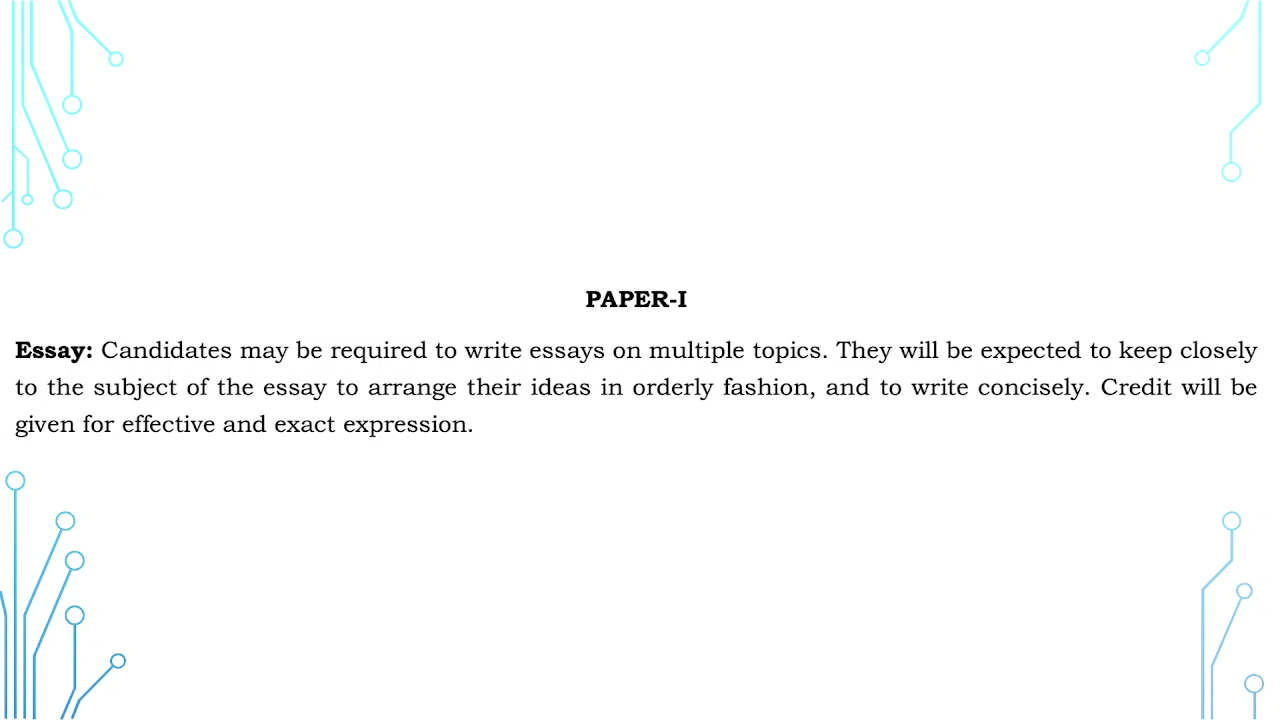 PAPER-I
Essay: Candidates may be required to write essays on multiple topics. They will be expected to keep closely
to the subject of the essay to arrange their ideas in orderly fashion, and to write concisely. Credit will be
given for effective and exact expression.